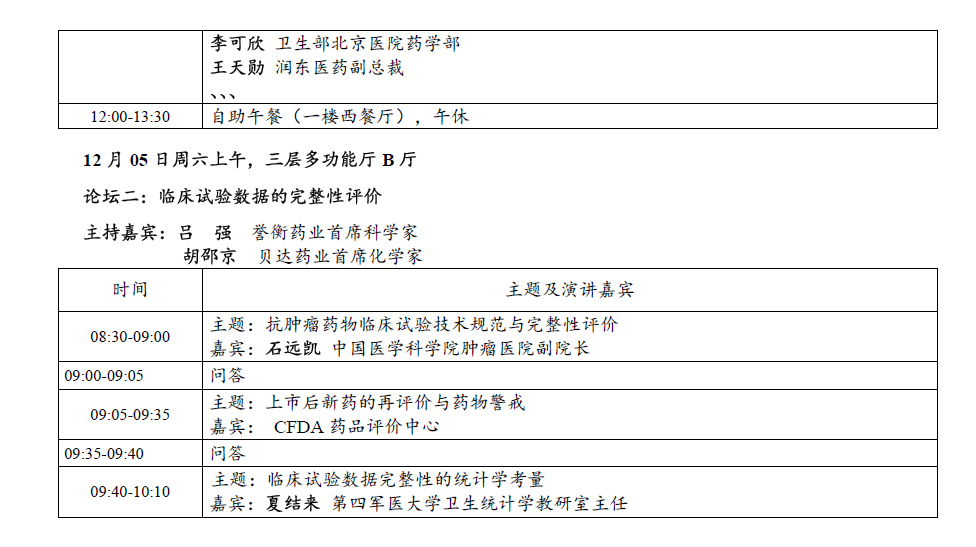 李可欣 卫生部北京医院药学部
王天勋 润东医药副总裁
、、、
12:00-13:30 自助午餐（一楼西餐厅），午休
12 月 05 日周六上午，三层多功能厅 B 厅
论坛二：临床试验数据的完整性评价
主持嘉宾：吕 强 誉衡药业首席科学家
胡邵京 贝达药业首席化学家
时间 主题及演讲嘉宾
08:30-09:00 主题：抗肿瘤药物临床试验技术规范与完整性评价
嘉宾：石远凯 中国医学科学院肿瘤医院副院长
09:00-09:05 问答
09:05-09:35 主题：上市后新药的再评价与药物警戒
嘉宾： CFDA 药品评价中心
09:35-09:40 问答
09:40-10:10 主题：临床试验数据完整性的统计学考量
嘉宾：夏结来 第四军医大学卫生统计学教研室主任